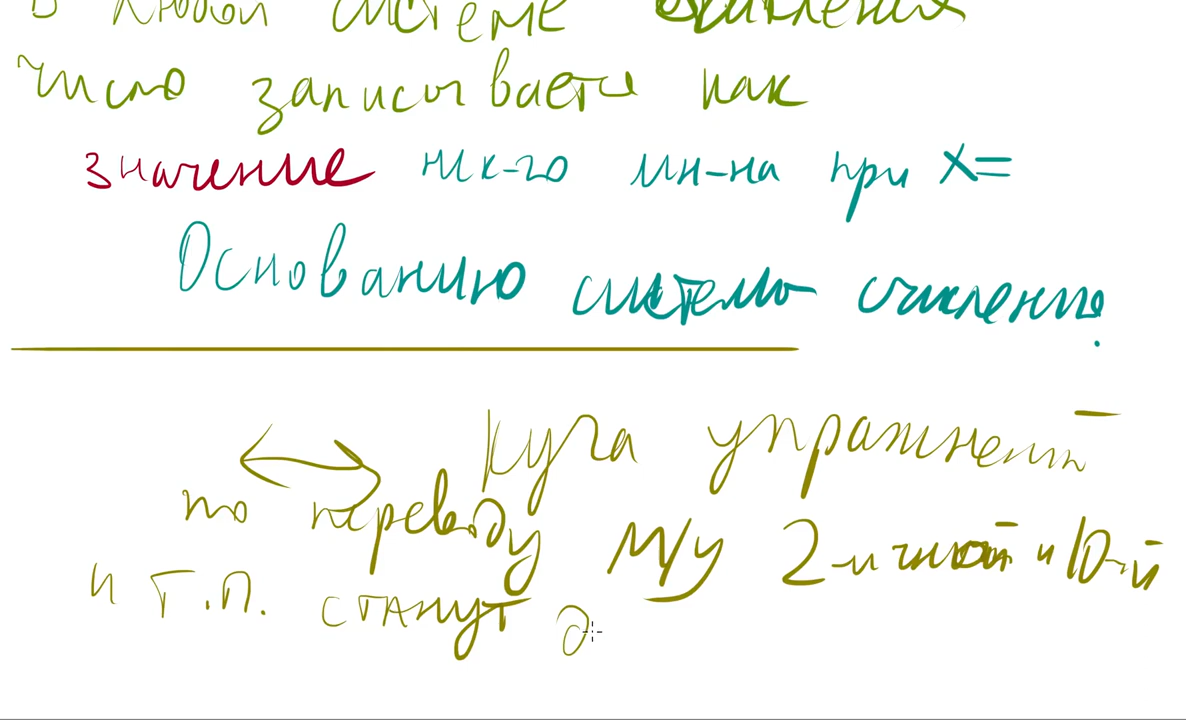 В любой системе счисления
число записывается как
значение нек-го мн-на при x=
Основанию системы счисления.
куча упражнений
по переводу м/у 2-ичной и 10-й
и т.п. станут д